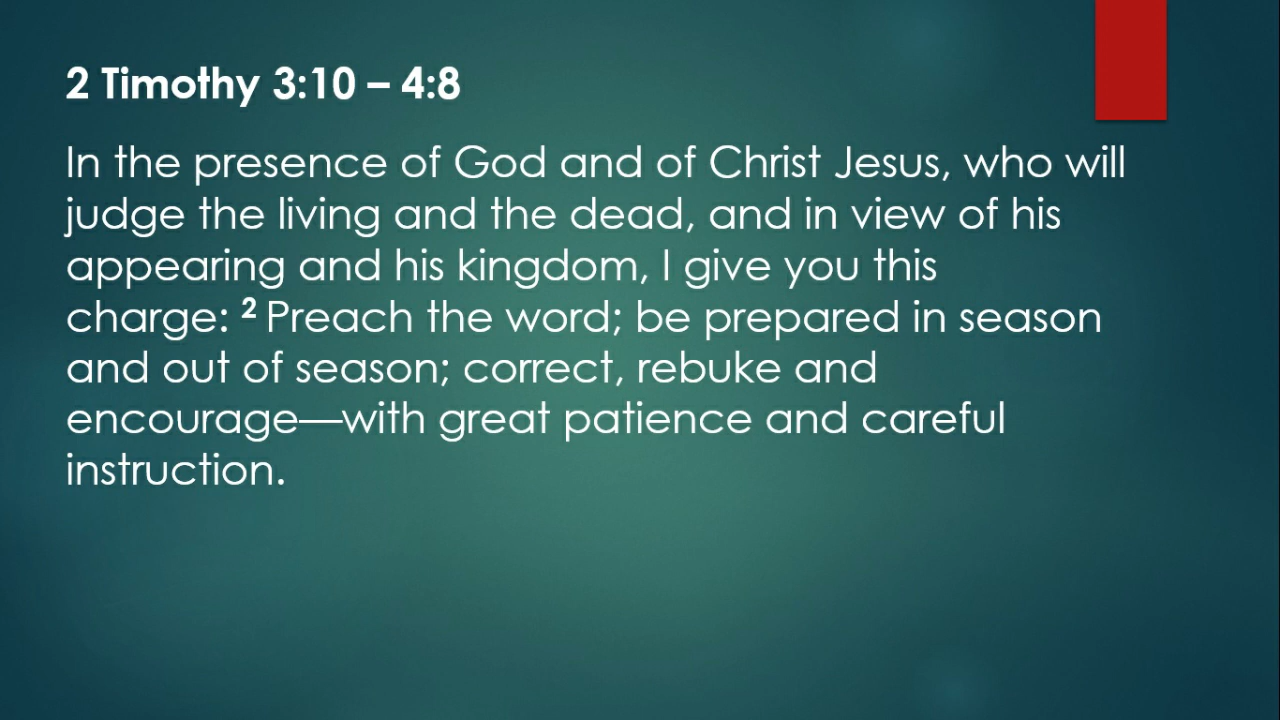 2 Timothy 3:10 – 4:8
In the presence of God and of Christ Jesus, who will
judge the living and the dead, and in view of his
appearing and his kingdom, I give you this
charge: 2 Preach the word; be prepared in season
and out of season; correct, rebuke and
encourage—with great patience and careful
instruction.